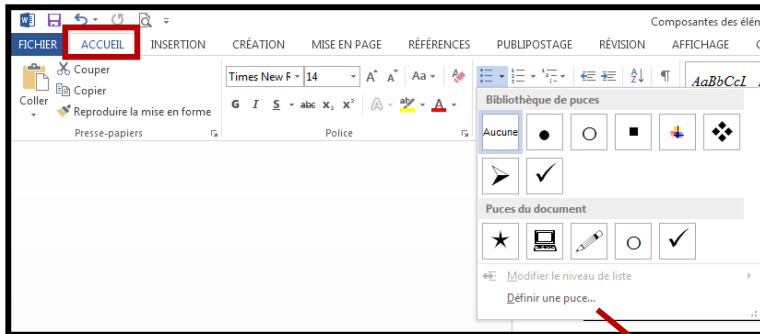 Composantes des élém
FICHIER ACCUEIL INSERTION CRÉATION MISE EN PAGE RÉFÉRENCES PUBLIPOSTAGE RÉVISION AFFICHAGE
Coller
Couper
Copier
Reproduire la mise en forme
Presse-papiers
Times New F 14 Aa
G I S abc X₂ X² A aby A
Police
AaBbCcI
Bibliothèque de puces
Aucune
Puces du document
Modifier le niveau de liste
Définir une puce...